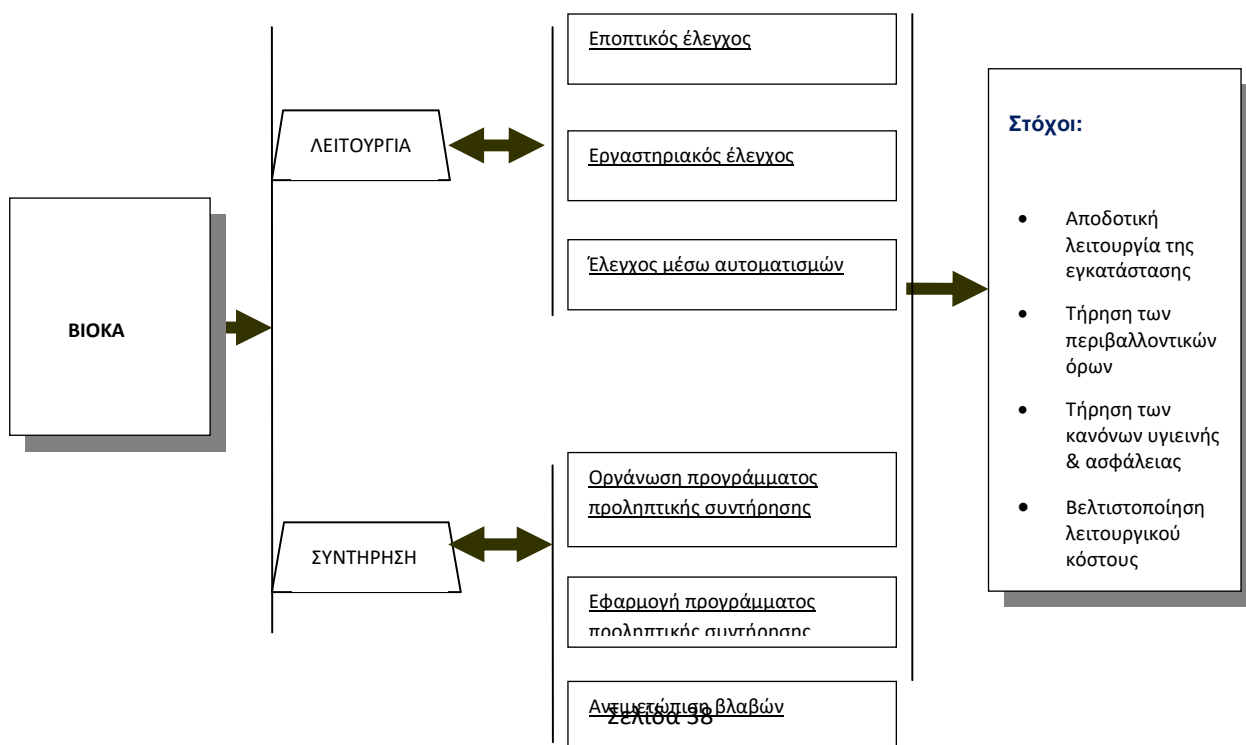 ΒΙΟΚΑ
ΛΕΙΤΟΥΡΓΙΑ
Εποπτικός έλεγχος
Εργαστηριακός έλεγχος
Έλεγχος μέσω αυτοματισμών
ΣΥΝΤΗΡΗΣΗ
Οργάνωση προγράμματος
προληπτικής συντήρησης
Εφαρμογή προγράμματος
προληπτικής συντήρησης
Αντιμετώπιση βλαβών
Στόχοι:
• Αποδοτική
λειτουργία της
εγκατάστασης
• Τήρηση των
περιβαλλοντικών
όρων
• Τήρηση των
κανόνων υγιεινής
& ασφάλειας
• Βελτιστοποίηση
λειτουργικού
κόστους
Σελίδα 38